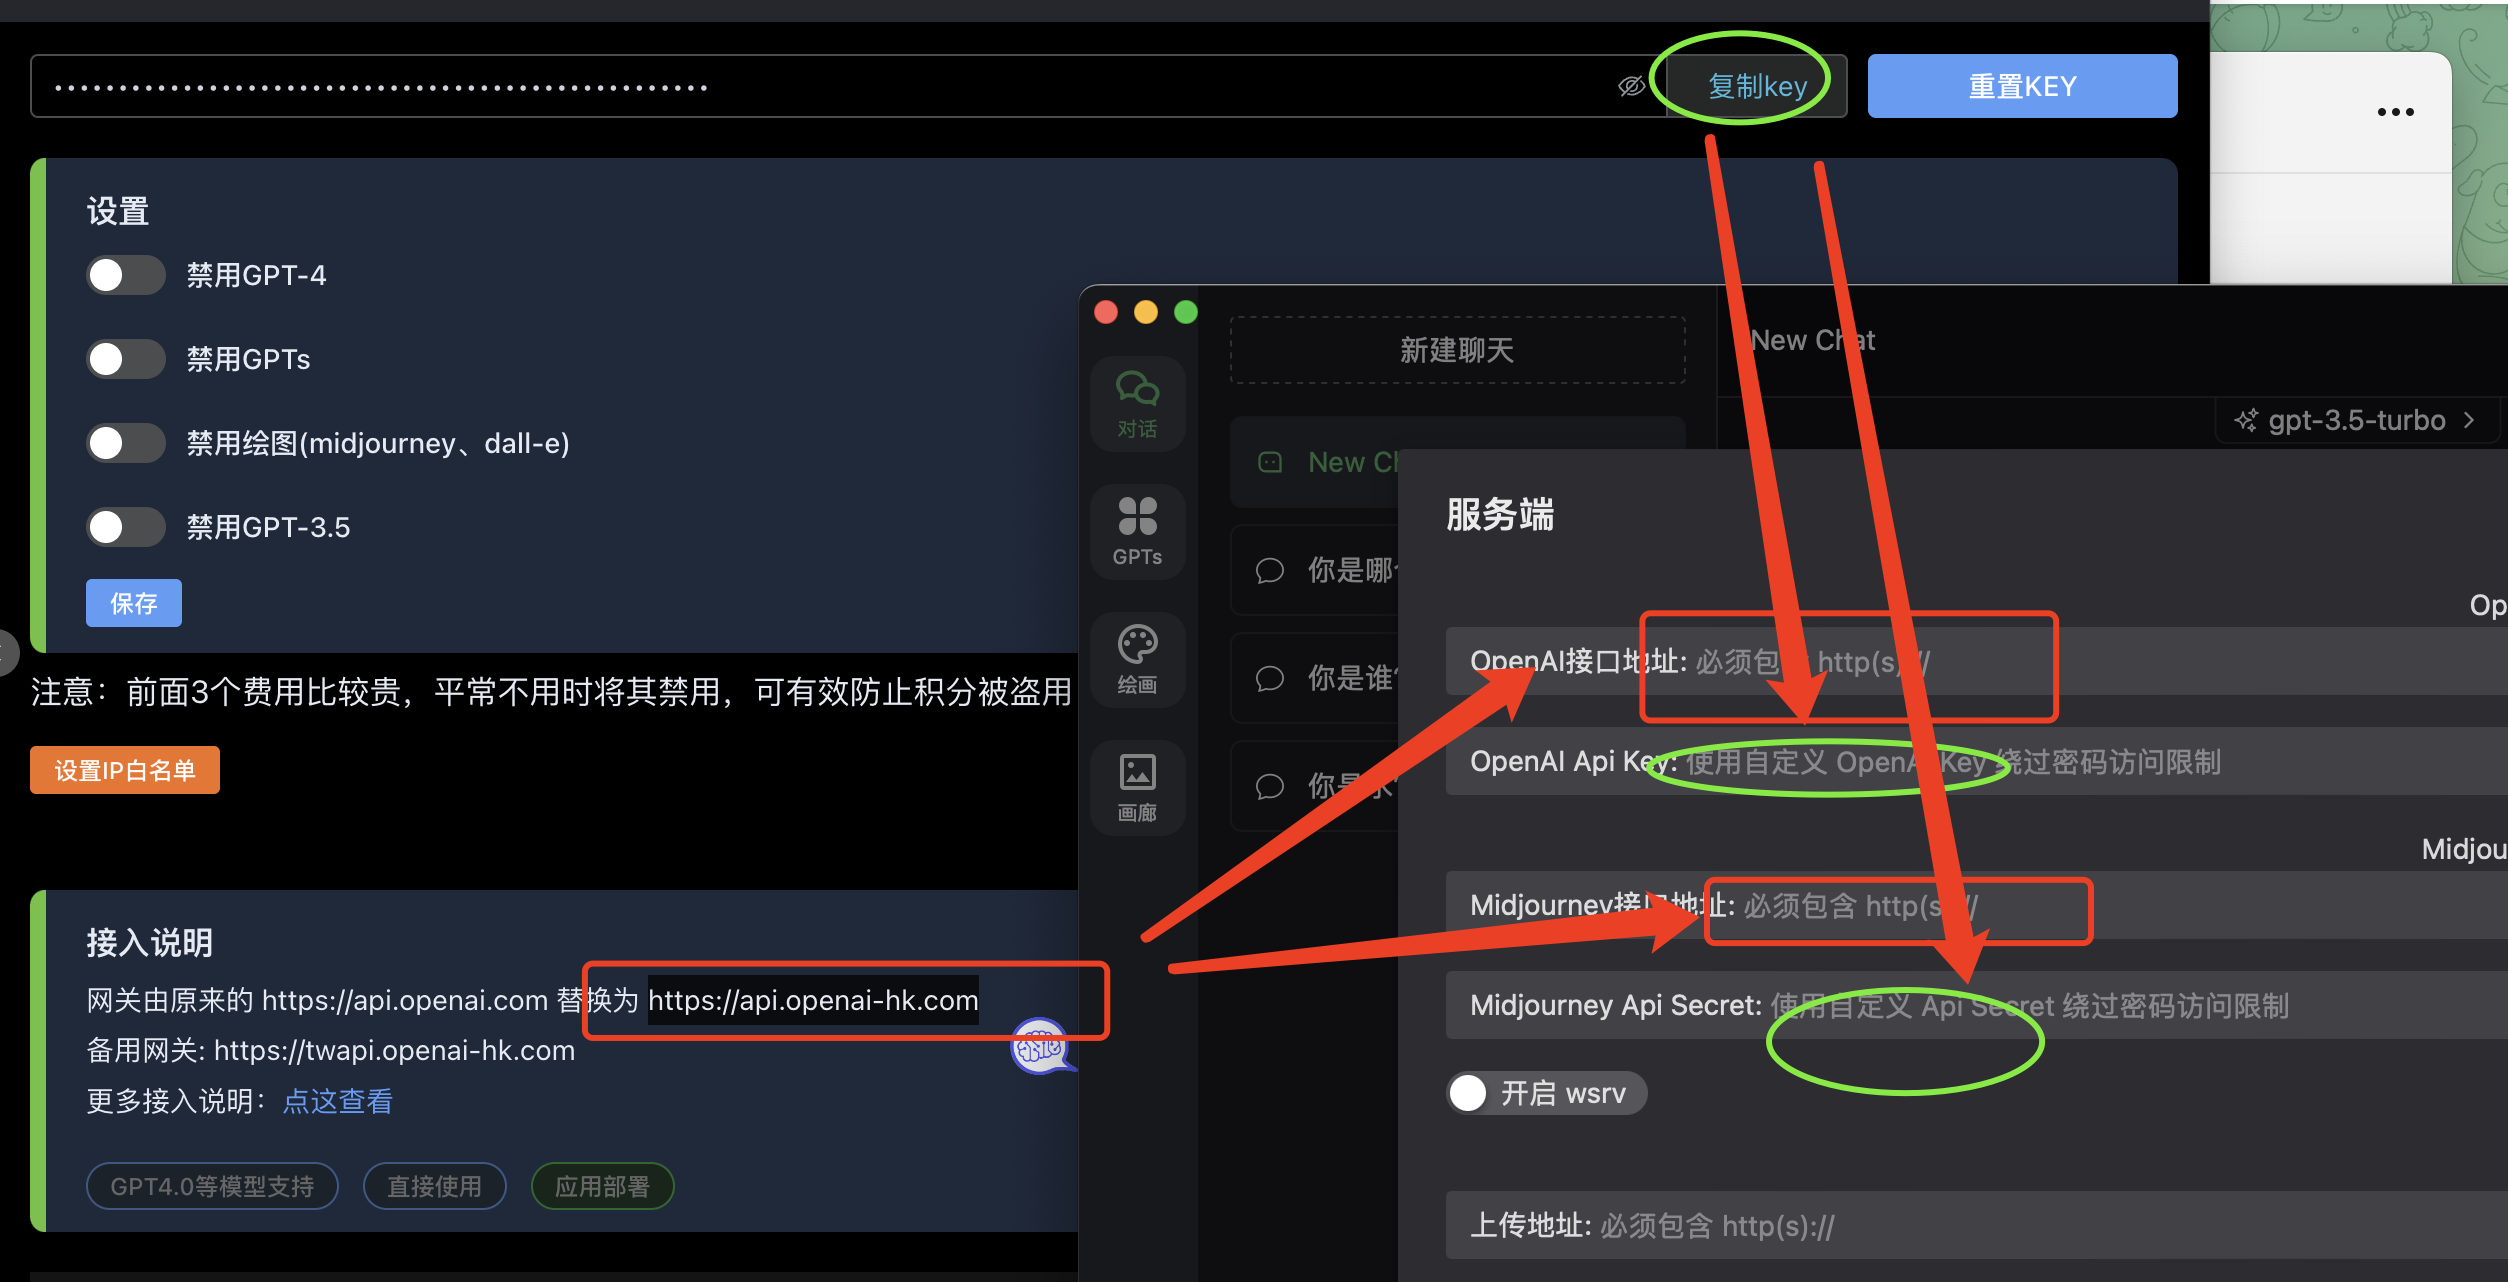 复制key
重置KEY
设置
禁用GPT-4
禁用GPTs
禁用绘图(midjourney、dall-e)
禁用GPT-3.5
保存
注意：前面3个费用比较贵，平常不用时将其禁用，可有效防止积分被盗用
设置IP白名单
接入说明
网关由原来的 https://api.openai.com 替换为 https://api.openai-hk.com
备用网关: https://twapi.openai-hk.com
更多接入说明：点这查看
GPT4.0等模型支持
直接使用
应用部署
对话
GPTs
绘画
画廊
新建聊天
New Ch
你是哪
你是谁
你是
New Chat
gpt-3.5-turbo
服务端
Op
OpenAI接口地址: 必须包 http(s)://
OpenAI Api Key: 使用自定义 OpenAI Key 绕过密码访问限制
Midjou
Midjourney接口地址: 必须包含 http(s)://
Midjourney Api Secret: 使用自定义 Api Secret 绕过密码访问限制
开启 wsrv
上传地址: 必须包含 http(s)://